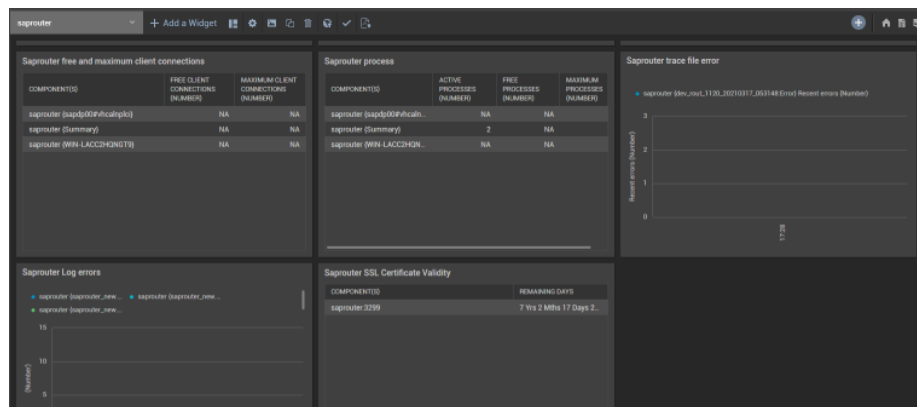 saprouter
+ Add a Widget
Saprouter free and maximum client connections
COMPONENT(S)
FREE CLIENT CONNECTIONS (NUMBER)
MAXIMUM CLIENT CONNECTIONS (NUMBER)
saprouter (sapdp00#vhcalnplci) NA NA
saprouter (Summary) NA NA
saprouter (WIN-LACC2HQNGT9) NA NA
Saprouter process
COMPONENT(S)
ACTIVE PROCESSES (NUMBER)
FREE PROCESSES (NUMBER)
MAXIMUM PROCESSES (NUMBER)
saprouter (sapdp00#vhcaln... NA NA
saprouter (Summary) 2 NA
saprouter (WIN-LACC2HQN... NA NA
Saprouter trace file error
saprouter (dev_rout_1120_20210317_053148:Error) Recent errors (Number)
Recent errors (Number)
3
2
1
0
17:28
Saprouter Log errors
saprouter (saprouter_new... saprouter (saprouter_new...
saprouter (saprouter_new...
(Number)
15
10
5
Saprouter SSL Certificate Validity
COMPONENT(S) REMAINING DAYS
saprouter:3299 7 Yrs 2 Mths 17 Days 2...